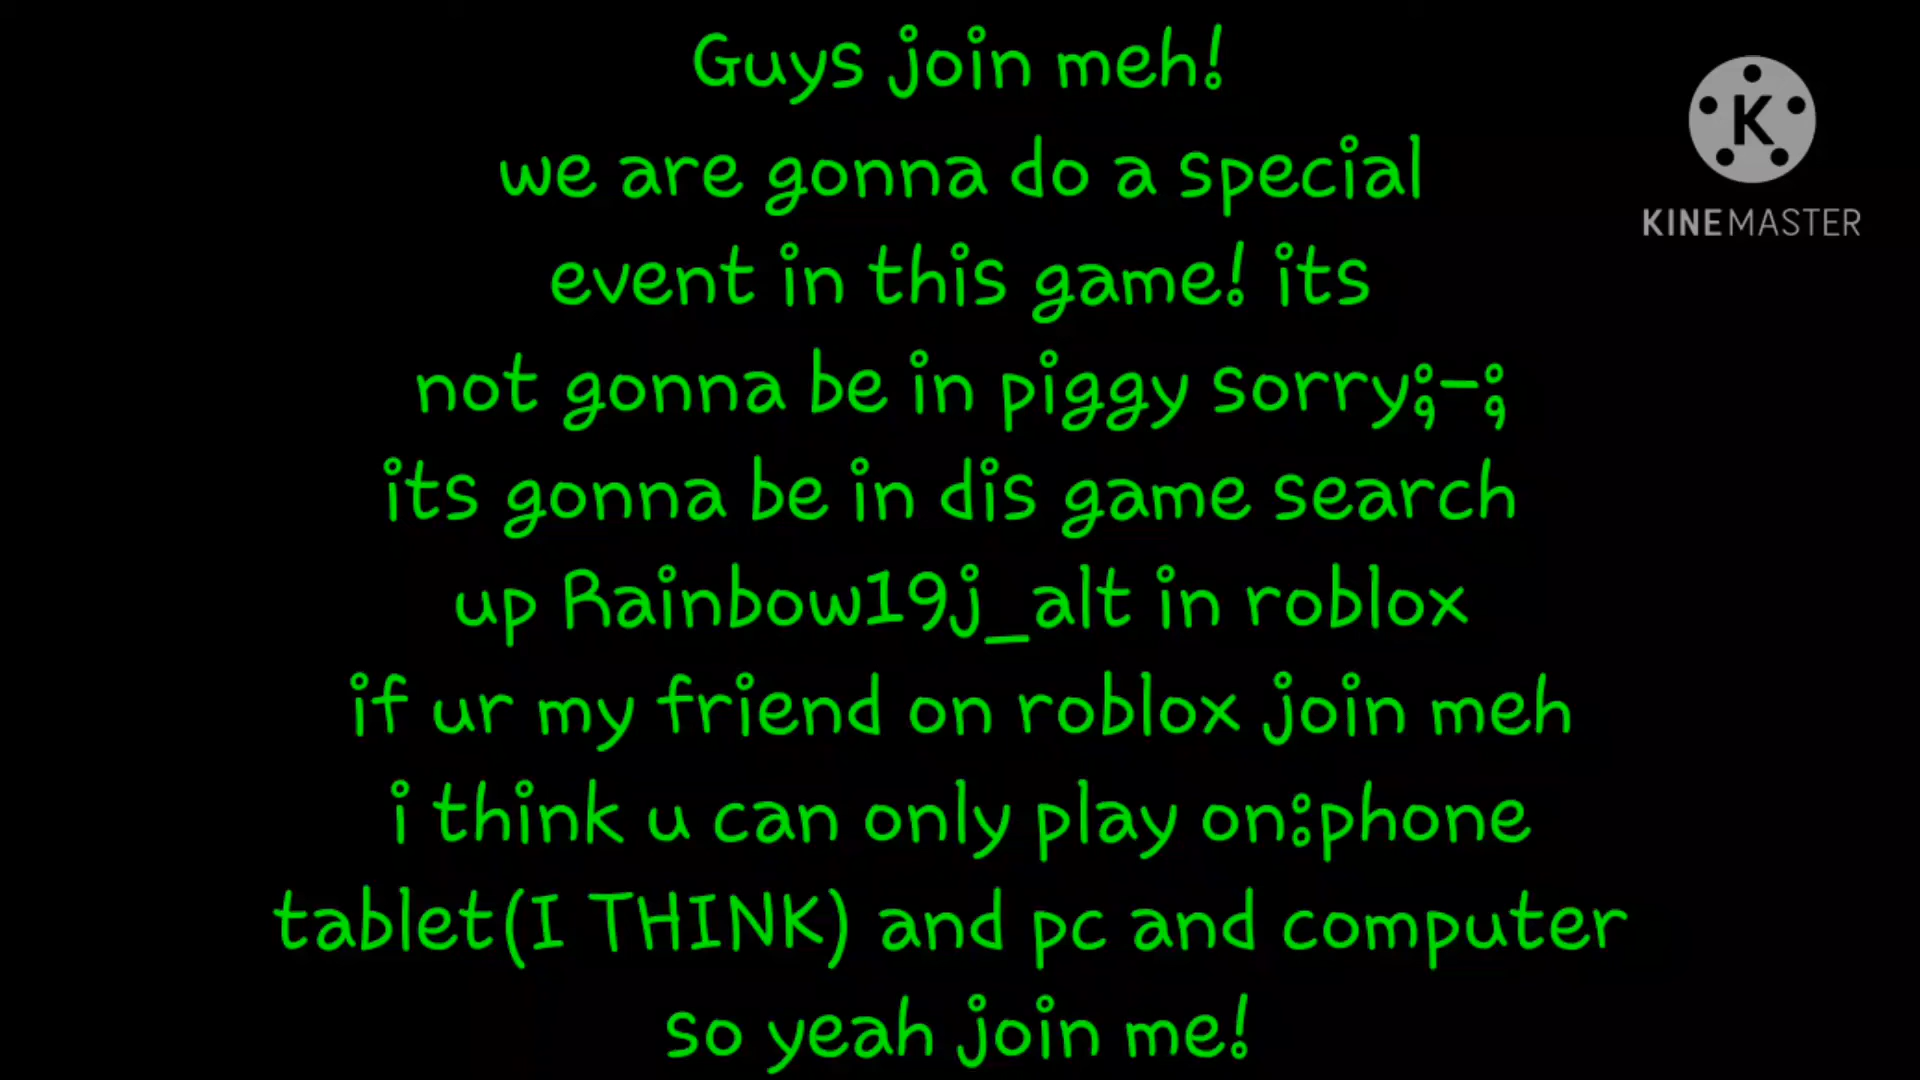 Guys join meh!
we are gonna do a special
event in this game! its
not gonna be in piggy sorry;-;
its gonna be in dis game search
up Rainbow19j_alt in roblox
if ur my friend on roblox join meh
i think u can only play on:phone
tablet(I THINK) and pc and computer
so yeah join me!
K
KINEMASTER